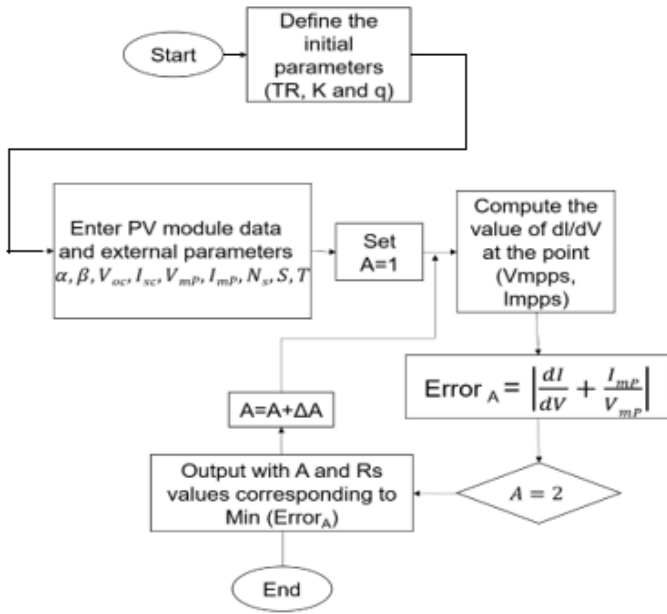 Start
Define the
initial
parameters
(TR, K and q)
Enter PV module data
and external parameters
α, β, V_oc, I_sc, V_mP, I_mP, N_s, S, T
Set
A=1
Compute the
value of dI/dV
at the point
(Vmpps,
Impps)
Error A = |dI/dV + I_mP/V_mP|
A=A+ΔA
Output with A and Rs
values corresponding to
Min (Error_A)
A = 2
End